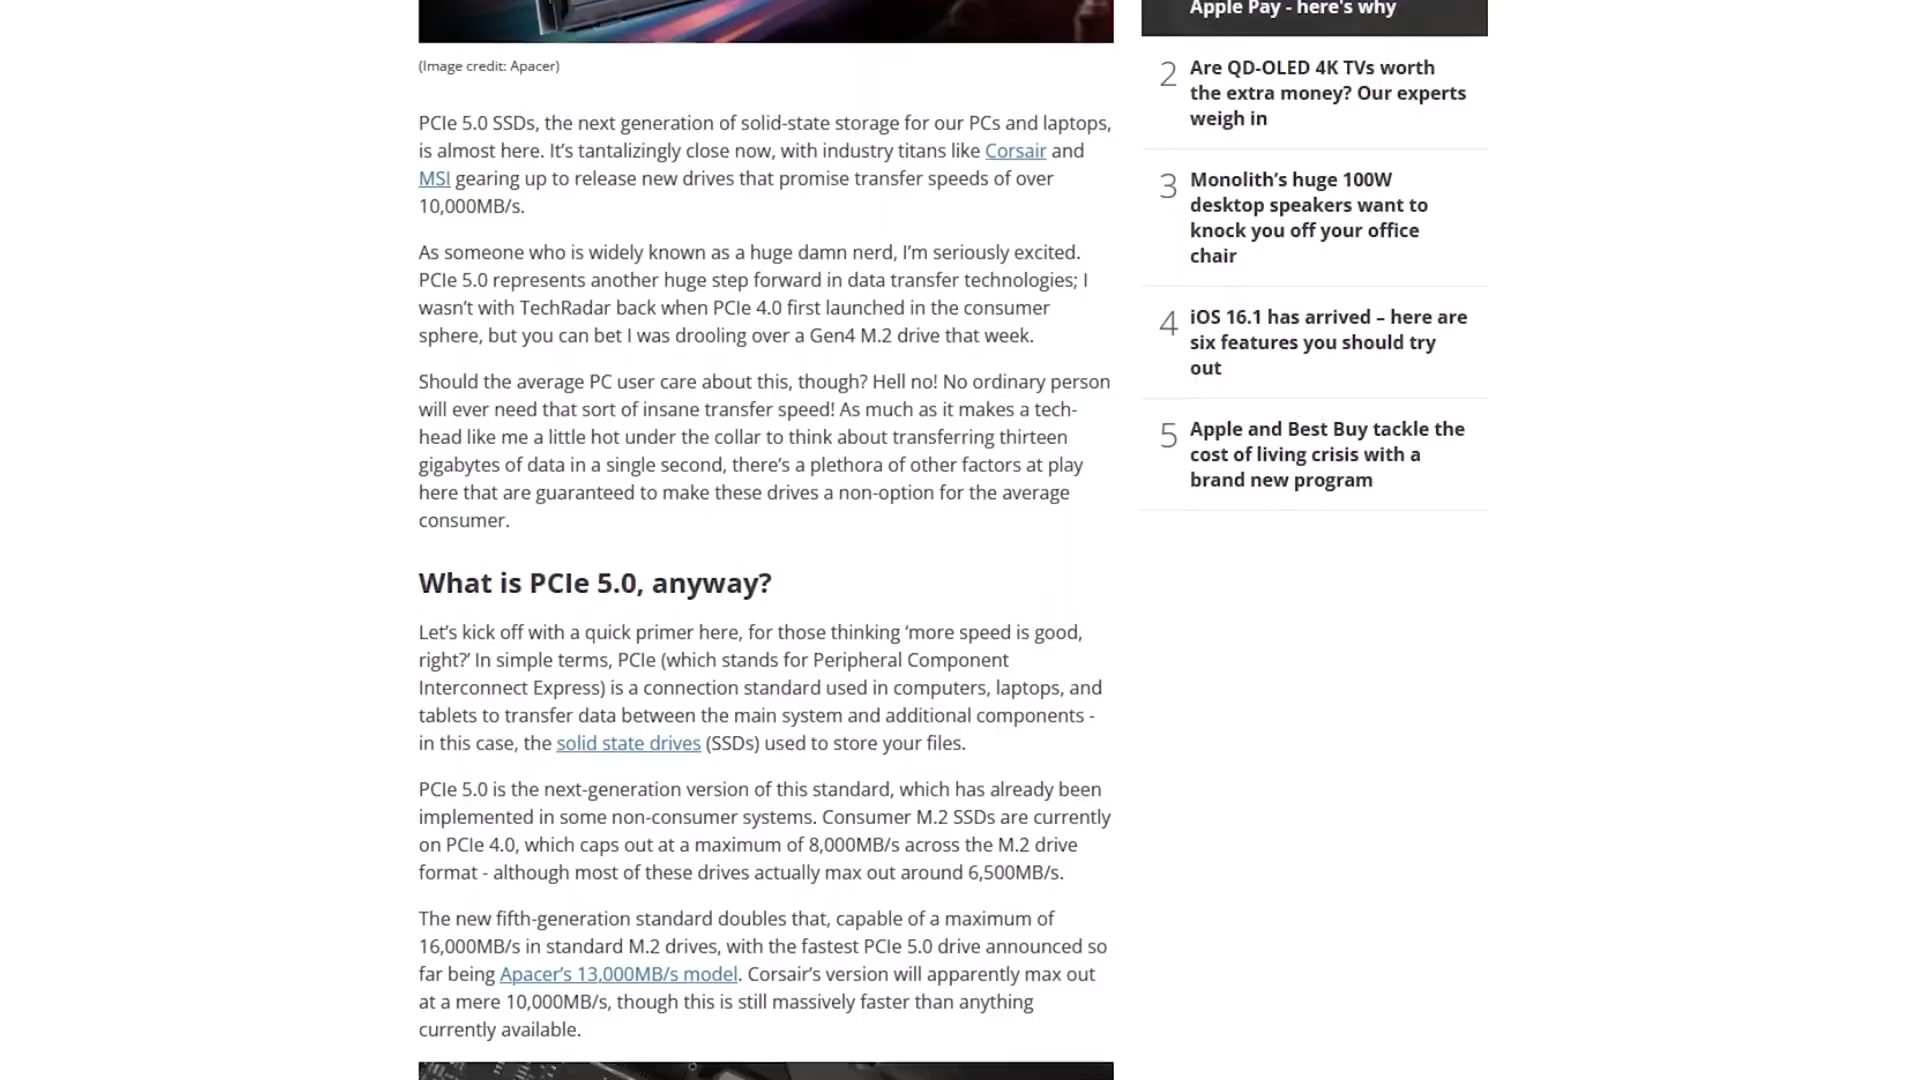 (Image credit: Apacer)
PCIe 5.0 SSDs, the next generation of solid-state storage for our PCs and laptops,
is almost here. It’s tantalizingly close now, with industry titans like Corsair and
MSI gearing up to release new drives that promise transfer speeds of over
10,000MB/s.
As someone who is widely known as a huge damn nerd, I’m seriously excited.
PCIe 5.0 represents another huge step forward in data transfer technologies; I
wasn’t with TechRadar back when PCIe 4.0 first launched in the consumer
sphere, but you can bet I was drooling over a Gen4 M.2 drive that week.
Should the average PC user care about this, though? Hell no! No ordinary person
will ever need that sort of insane transfer speed! As much as it makes a tech-
head like me a little hot under the collar to think about transferring thirteen
gigabytes of data in a single second, there’s a plethora of other factors at play
here that are guaranteed to make these drives a non-option for the average
consumer.
What is PCIe 5.0, anyway?
Let’s kick off with a quick primer here, for those thinking ‘more speed is good,
right?’ In simple terms, PCIe (which stands for Peripheral Component
Interconnect Express) is a connection standard used in computers, laptops, and
tablets to transfer data between the main system and additional components -
in this case, the solid state drives (SSDs) used to store your files.
PCIe 5.0 is the next-generation version of this standard, which has already been
implemented in some non-consumer systems. Consumer M.2 SSDs are currently
on PCIe 4.0, which caps out at a maximum of 8,000MB/s across the M.2 drive
format - although most of these drives actually max out around 6,500MB/s.
The new fifth-generation standard doubles that, capable of a maximum of
16,000MB/s in standard M.2 drives, with the fastest PCIe 5.0 drive announced so
far being Apacer’s 13,000MB/s model. Corsair’s version will apparently max out
at a mere 10,000MB/s, though this is still massively faster than anything
currently available.
Apple Pay - here's why
2
Are QD-OLED 4K TVs worth
the extra money? Our experts
weigh in
3
Monolith’s huge 100W
desktop speakers want to
knock you off your office
chair
4
iOS 16.1 has arrived – here are
six features you should try
out
5
Apple and Best Buy tackle the
cost of living crisis with a
brand new program